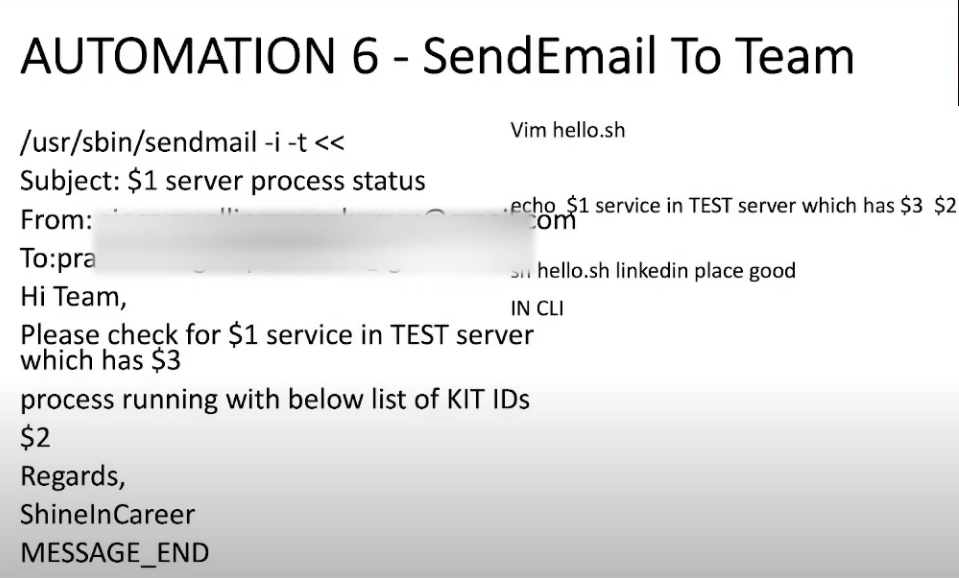 AUTOMATION 6 - SendEmail To Team
/usr/sbin/sendmail -i -t <<
Subject: $1 server process status
From:
To:pra
Hi Team,
Please check for $1 service in TEST server
which has $3
process running with below list of KIT IDs
$2
Regards,
ShineInCareer
MESSAGE_END
Vim hello.sh
echo $1 service in TEST server which has $3 $2
sh hello.sh linkedin place good
IN CLI